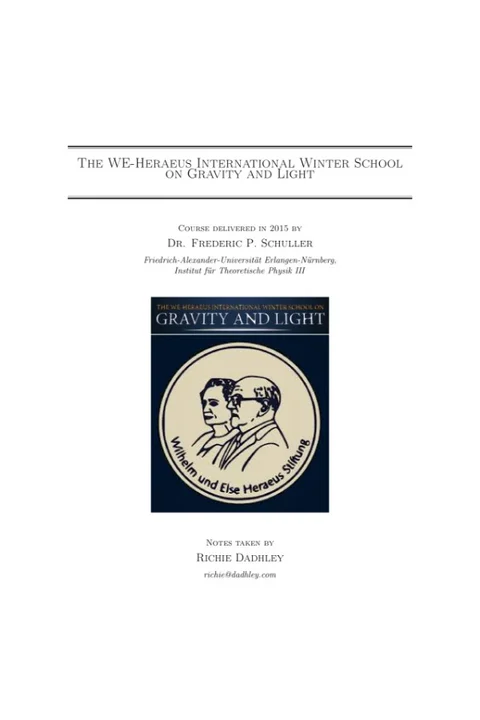 The WE-Heraeus International Winter School
on Gravity and Light
Course delivered in 2015 by
Dr. Frederic P. Schuller
Friedrich-Alexander-Universität Erlangen-Nürnberg,
Institut für Theoretische Physik III
THE WE-HERAEUS INTERNATIONAL WINTER SCHOOL ON
GRAVITY AND LIGHT
Wilhelm und Else Heraeus Stiftung
Notes taken by
Richie Dadhley
richie@dadhley.com